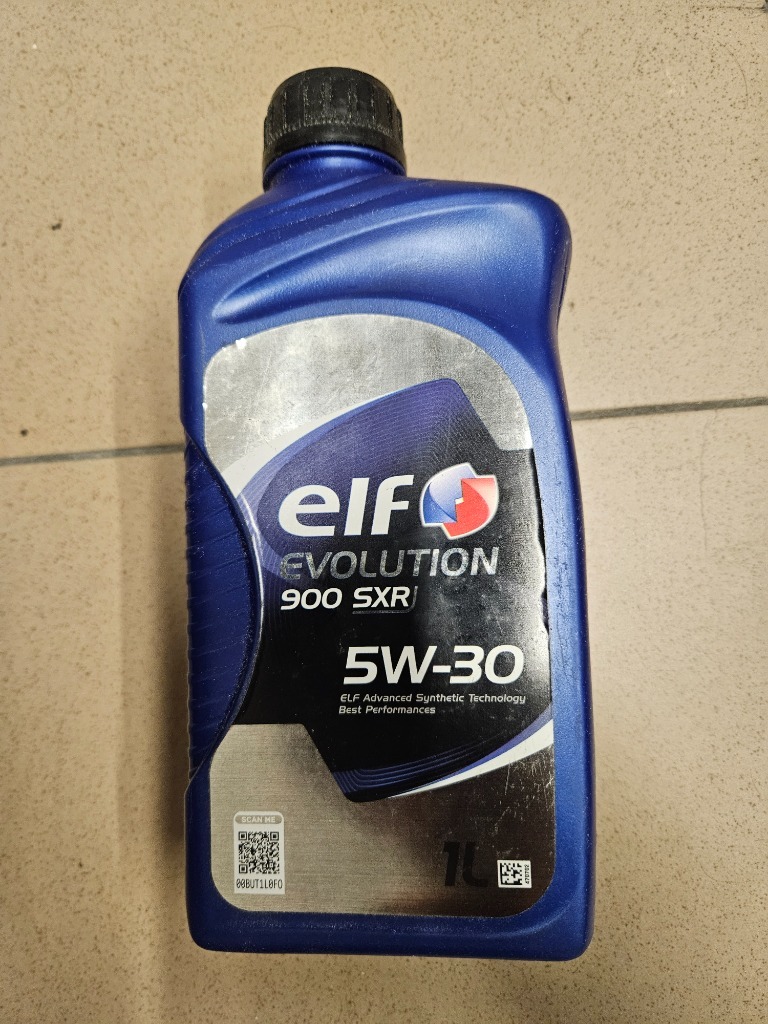 elf
EVOLUTION
900 SXR
5W-30
ELF Advanced Synthetic Technology
Best Performances
SCAN ME
00BUT1L0FO
1L